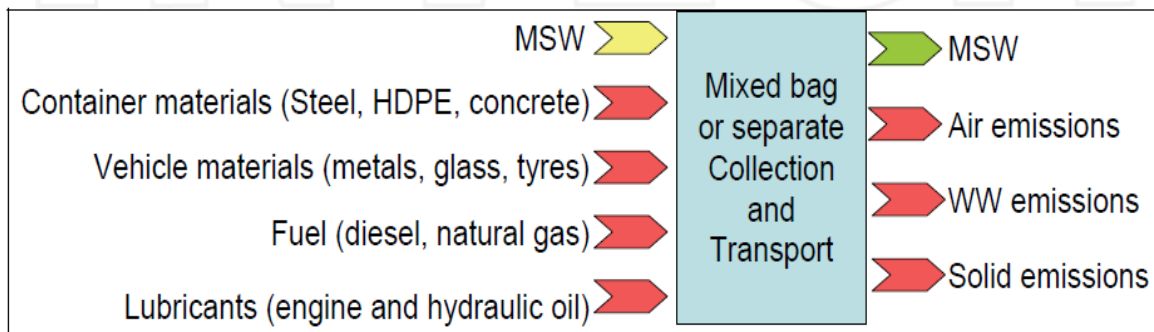 MSW
Container materials (Steel, HDPE, concrete)
Vehicle materials (metals, glass, tyres)
Fuel (diesel, natural gas)
Lubricants (engine and hydraulic oil)
Mixed bag
or separate
Collection
and
Transport
MSW
Air emissions
WW emissions
Solid emissions